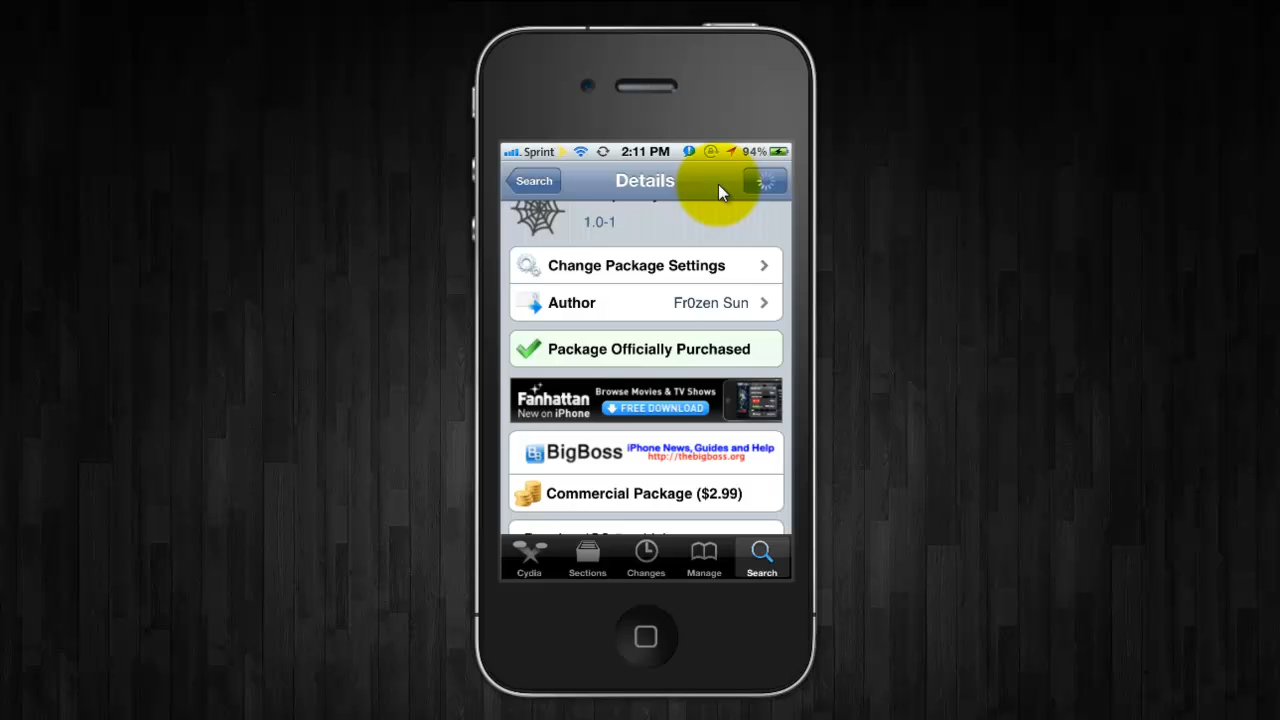 Sprint 2:11 PM 94%
Search Details
1.0-1
Change Package Settings
Author Fr0zen Sun
Package Officially Purchased
Fanhattan Browse Movies & TV Shows
New on iPhone FREE DOWNLOAD
BigBoss iPhone News, Guides and Help
http://thebigboss.org
Commercial Package ($2.99)
Cydia Sections Changes Manage Search